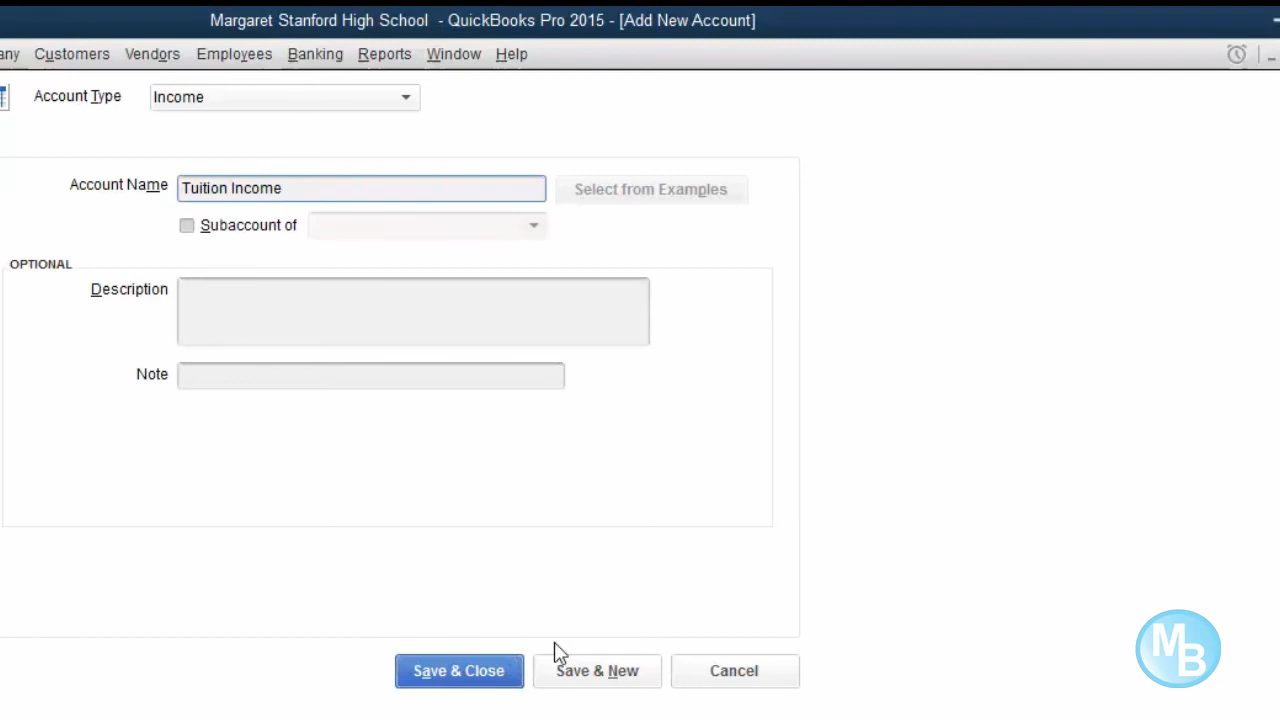 Margaret Stanford High School - QuickBooks Pro 2015 - [Add New Account]
any Customers Vendors Employees Banking Reports Window Help
Account Type Income
Account Name Tuition Income Select from Examples
Subaccount of
OPTIONAL
Description
Note
Save & Close Save & New Cancel
MB